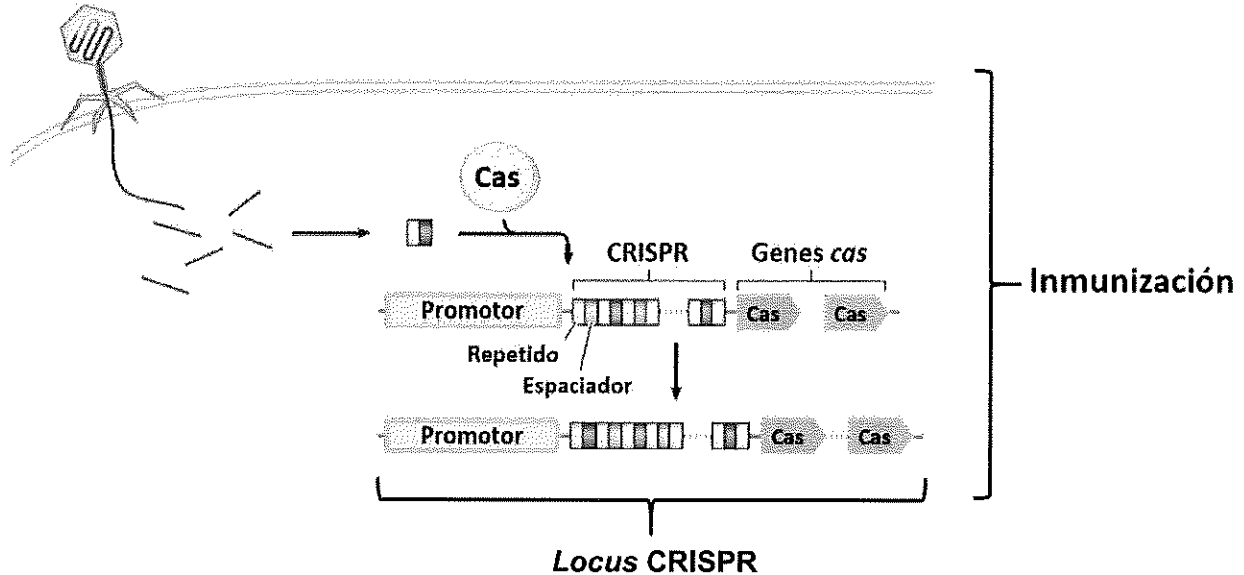 Cas
CRISPR
Genes cas
Inmunización
Promotor
Cas
Cas
Repetido
Espaciador
Promotor
Cas
Cas
Locus CRISPR